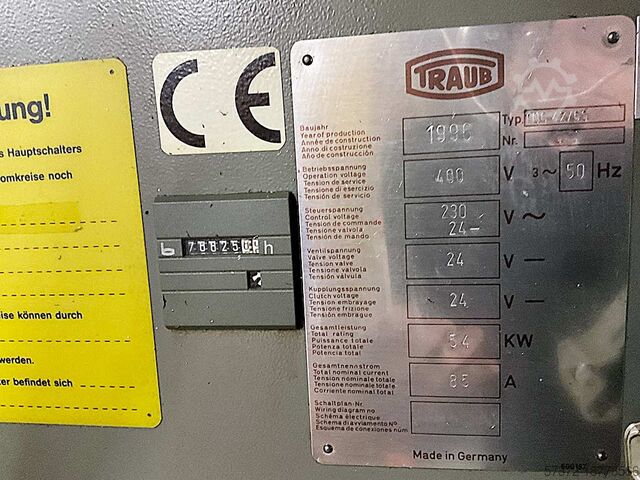 ung!
s Hauptschalters
omkreise noch
eise können durch
werden.
ter befindet sich
CE
h
TRAUB
Baujahr
Year of production
Année de construction
Anno di costruzione
Año de construcción
Typ
Nr.
Betriebsspannung
Operation voltage
Tension de service
Tensione di esercizio
Tensión de servicio
400 V 3~ 50 Hz
Steuerspannung
Control voltage
Tension de commande
Tensione valvola
Tensión de mando
230 V ~
24 –
Ventilspannung
Valve voltage
Tension valve
Tensione valvola
Tensión válvula
24 V —
Kupplungsspannung
Clutch voltage
Tension embrayage
Tensione frizione
Tensión embrague
24 V —
Gesamtleistung
Total rating
Puissance totale
Potenza totale
Potencia total
54 KW
Gesamtnennstrom
Total nominal current
Tension nominale totale
Tensione nominale totale
Corriente nominal total
85 A
Schaltplan-Nr.
Wiring diagram no
Schéma électrique
Schema di avviamento Nº
Esquema de conexiones núm
Made in Germany
600187